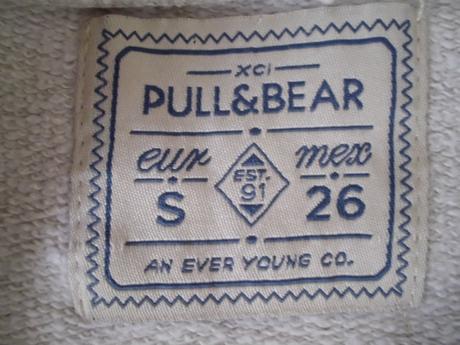 XCI
PULL&BEAR
eur EST. mex
S 91 26
AN EVER YOUNG CO.